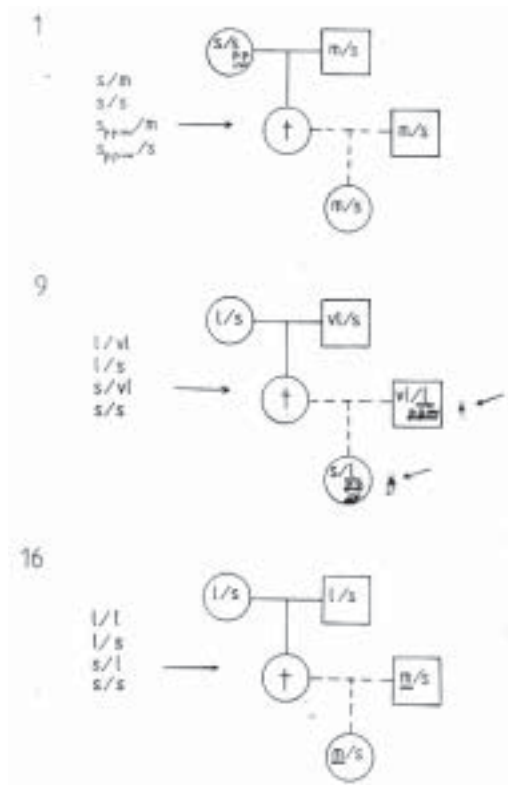 1
s/s m/s
s/m
s/s
/m
/s
† m/s
m/s
9
l/s vl/s
l/vl
l/s
s/vl
s/s
† vl/l
s/l
16
l/s l/s
l/l
l/s
s/l
s/s
† m/s
m/s